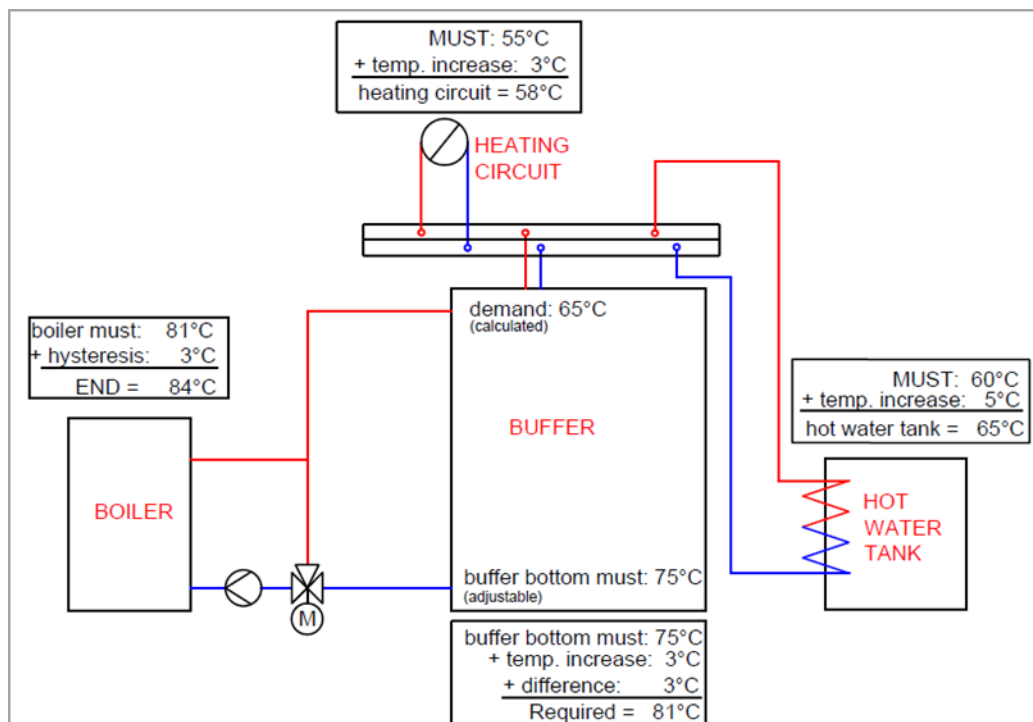 MUST: 55°C
+ temp. increase: 3°C
heating circuit = 58°C
HEATING
CIRCUIT
demand: 65°C
(calculated)
boiler must: 81°C
+ hysteresis: 3°C
END = 84°C
MUST: 60°C
+ temp. increase: 5°C
hot water tank = 65°C
BUFFER
BOILER
HOT
WATER
TANK
buffer bottom must: 75°C
(adjustable)
M
buffer bottom must: 75°C
+ temp. increase: 3°C
+ difference: 3°C
Required = 81°C